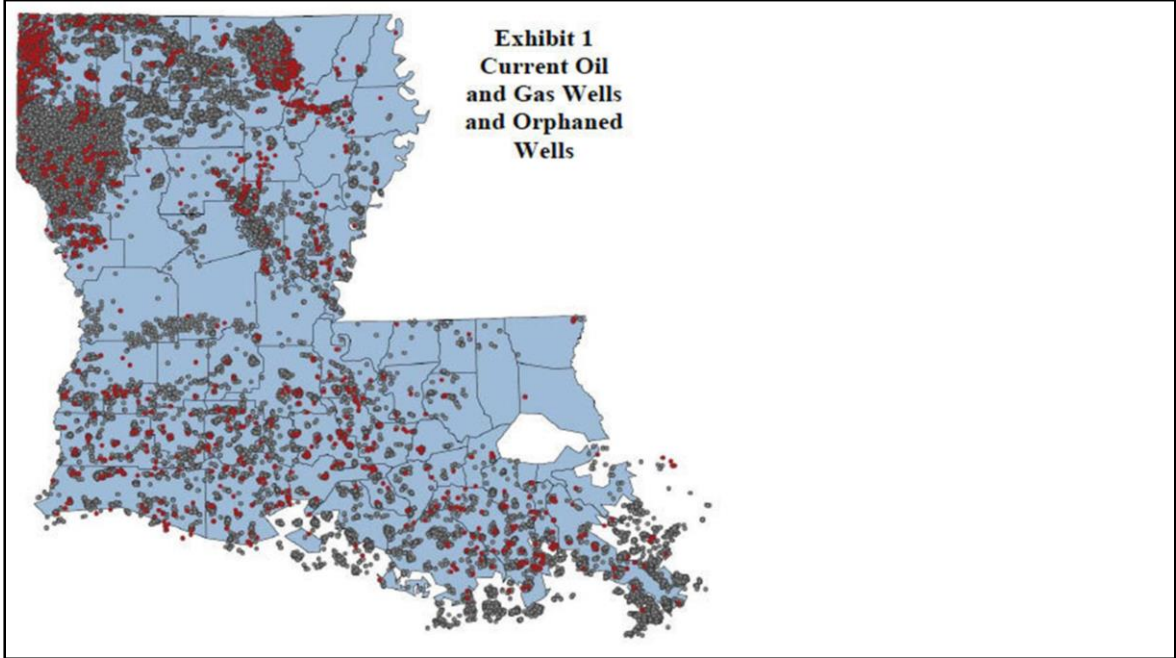 Exhibit 1
Current Oil
and Gas Wells
and Orphaned
Wells